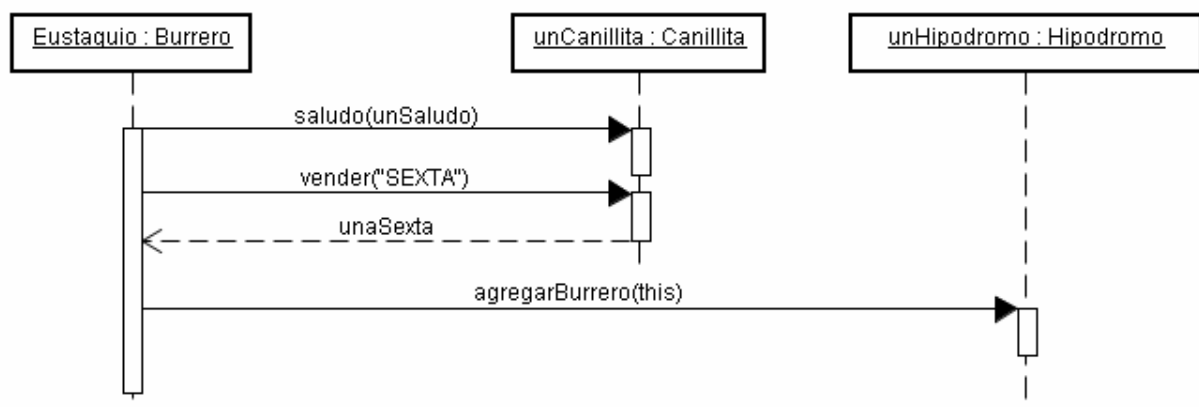 Eustaquio : Burrero
unCanillita : Canillita
unHipodromo : Hipodromo
saludo(unSaludo)
vender("SEXTA")
unaSexta
agregarBurrero(this)